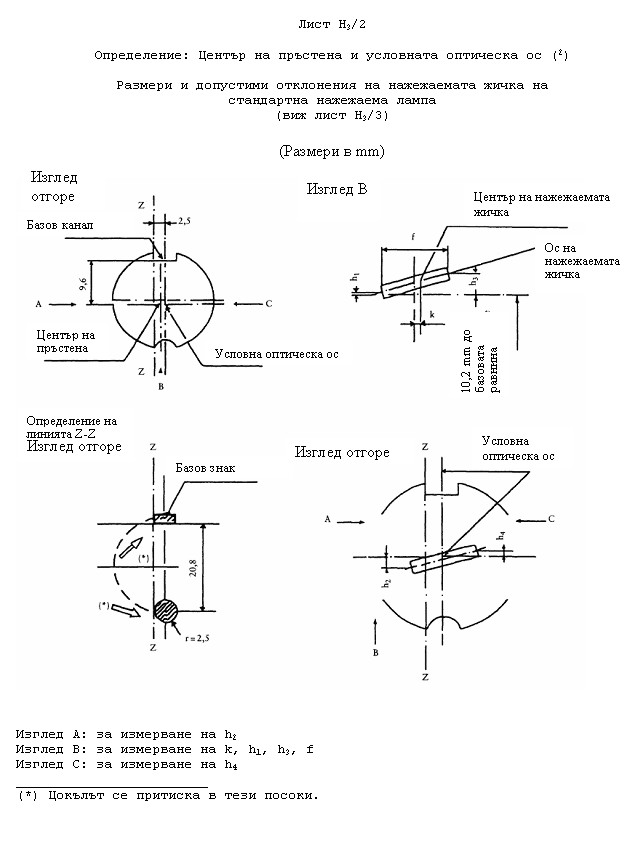 Лист H₃/2
Определение: Център на пръстена и условната оптическа ос (²)
Размери и допустими отклонения на нажежаемата жичка на
стандартна нажежаема лампа
(виж лист H₃/3)
(Размери в mm)
Изглед
отгоре
Z
2,5
Базов канал
9,6
A
C
Център на
пръстена
Условна оптическа ос
Z
B
Изглед B
Център на нажежаемата
жичка
f
Ос на
нажежаемата
жичка
h₁
h₃
k
10,2 mm до
базовата
равнина
Определение на
линията Z-Z
Изглед отгоре
Z
Базов знак
(*)
20,8
(*)
r = 2,5
Z
Изглед отгоре
Условна
оптическа ос
Z
A
C
h₄
h₂
B
Z
Изглед A: за измерване на h₂
Изглед B: за измерване на k, h₁, h₃, f
Изглед C: за измерване на h₄
(*) Цокълът се притиска в тези посоки.